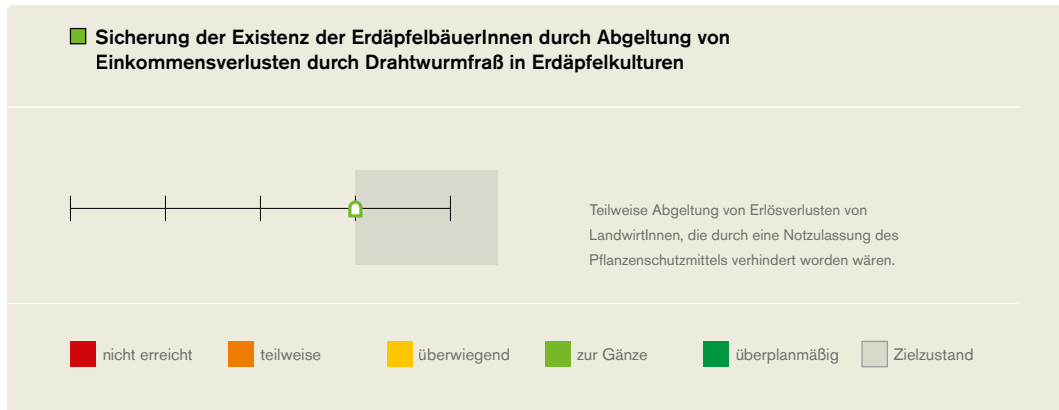 Sicherung der Existenz der ErdäpfelbäuerInnen durch Abgeltung von
Einkommensverlusten durch Drahtwurmfraß in Erdäpfelkulturen
Teilweise Abgeltung von Erlösverlusten von
LandwirtInnen, die durch eine Notzulassung des
Pflanzenschutzmittels verhindert worden wären.
nicht erreicht teilweise überwiegend zur Gänze überplanmäßig Zielzustand